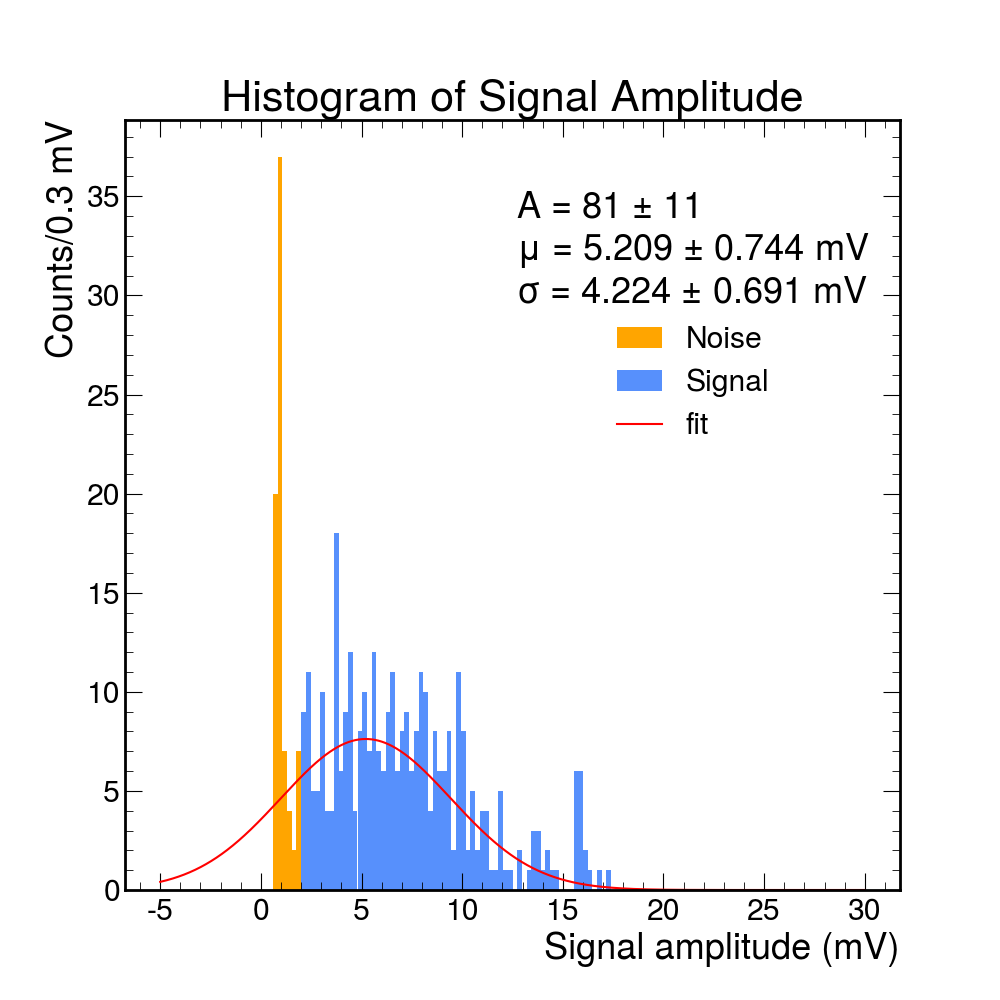 Histogram of Signal Amplitude
Counts/0.3 mV
A = 81 ± 11
μ = 5.209 ± 0.744 mV
σ = 4.224 ± 0.691 mV
Noise
Signal
fit
35
30
25
20
15
10
5
0
-5 0 5 10 15 20 25 30
Signal amplitude (mV)